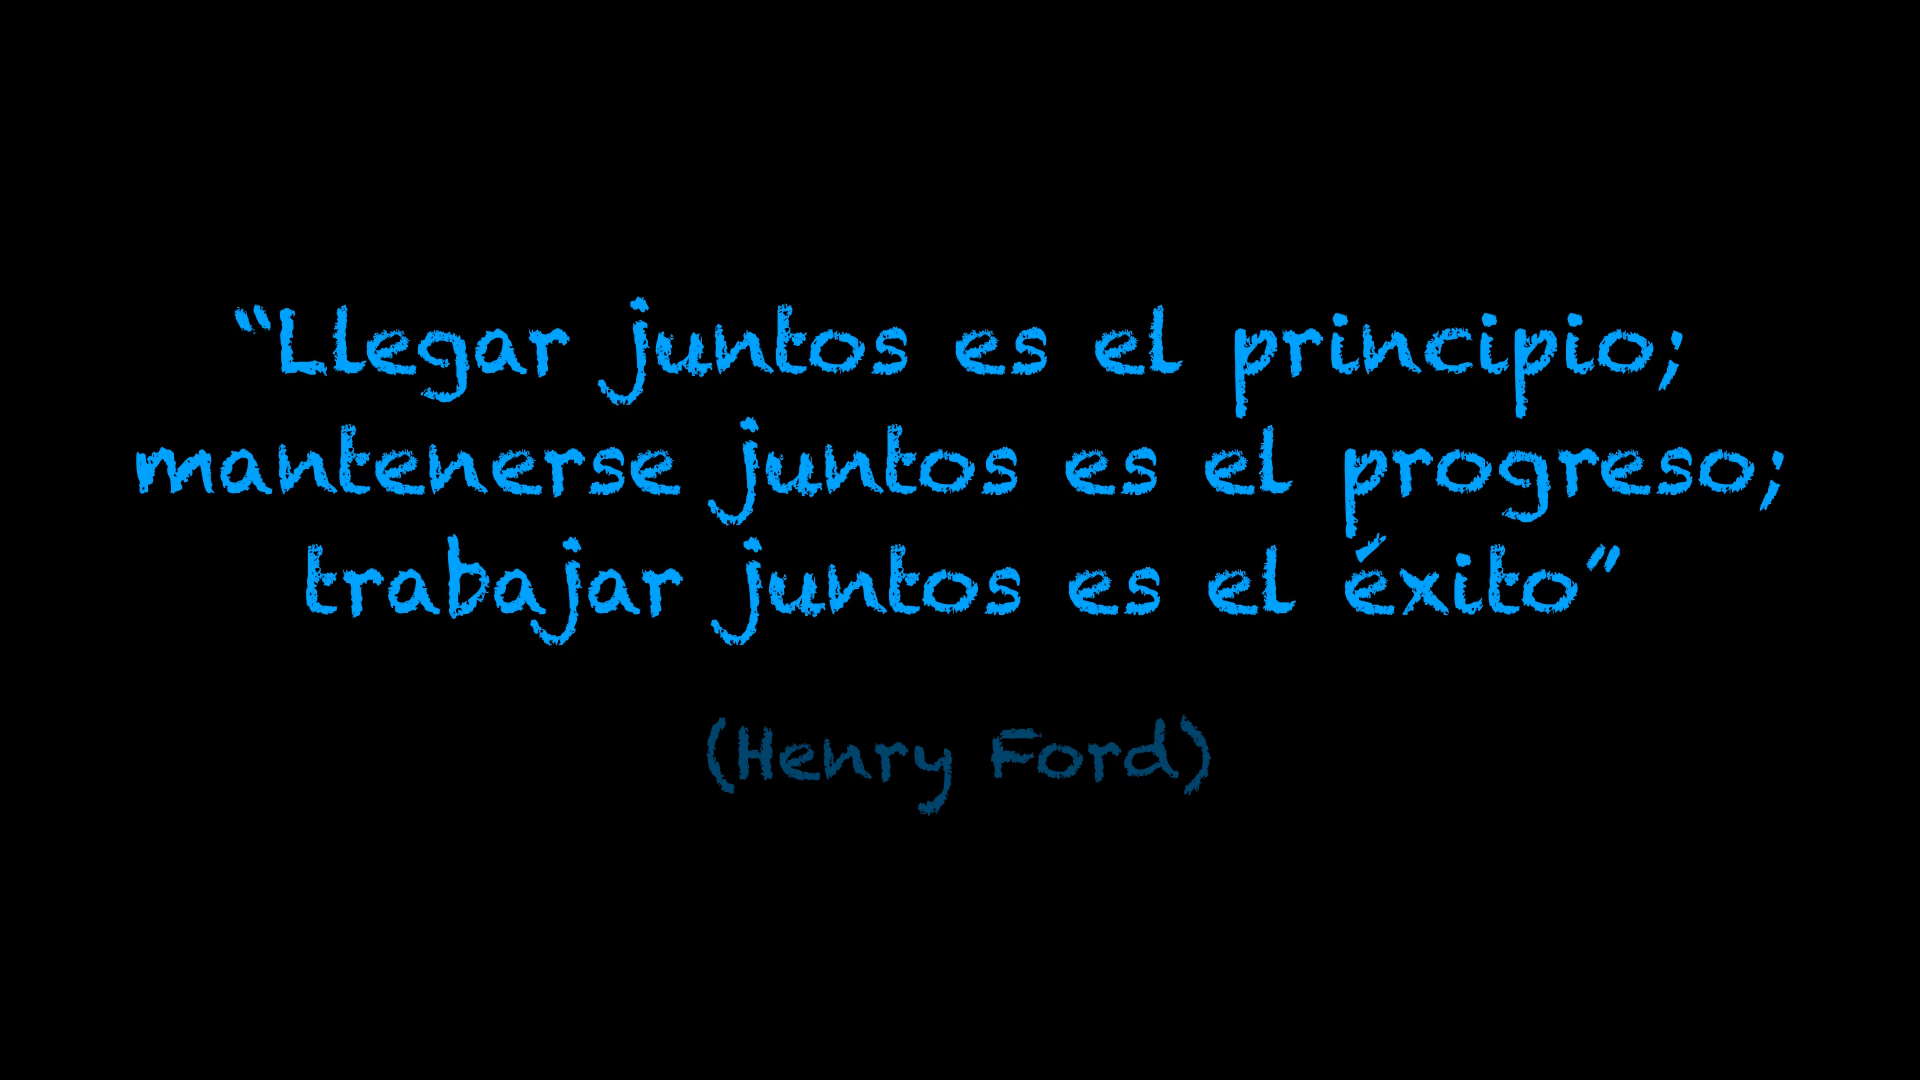 “Llegar juntos es el principio;
mantenerse juntos es el progreso;
trabajar juntos es el éxito”
(Henry Ford)